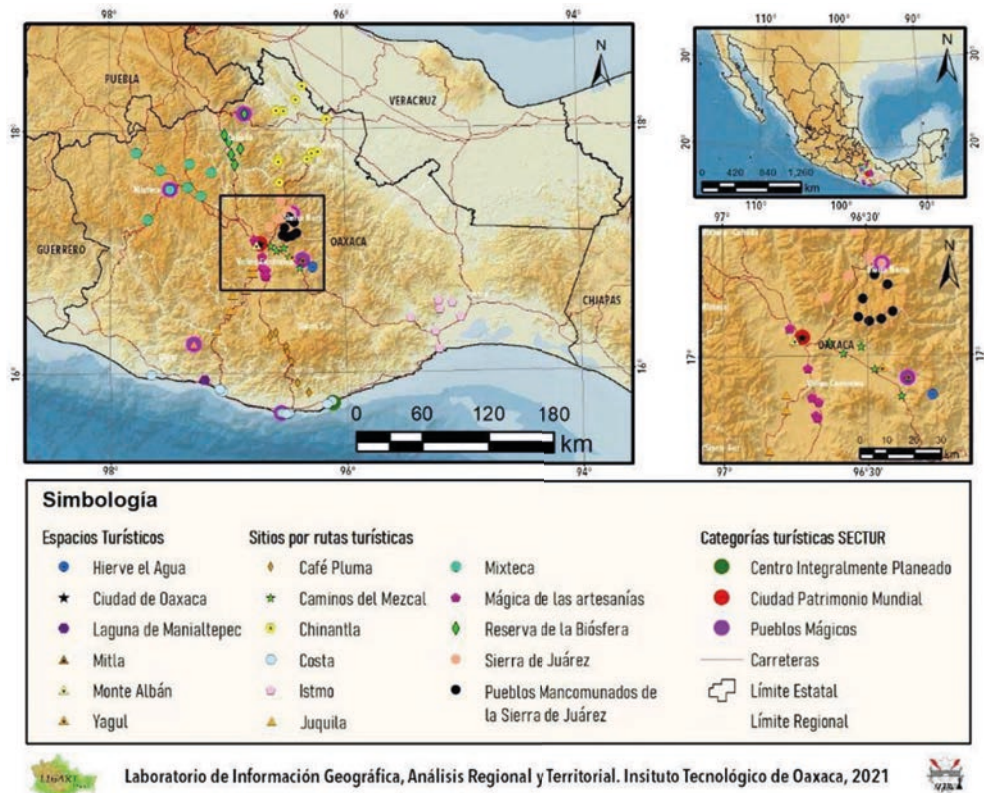 98° 96° 94°
N
PUEBLA
VERACRUZ
18° 18°
Mixteca
GUERRERO
OAXACA
Valles Centrales
CHIAPAS
16° 16°
0 60 120 180
km
98° 96° 94°
110° 100° 90°
N
30° 30°
20° 20°
0 420 840 1,260
km
110° 100° 90°
97° 96°30'
N
OAXACA
17° 17°
Valles Centrales
0 10 20 30
km
97° 96°30'
Simbología
Espacios Turísticos
Hierve el Agua
Ciudad de Oaxaca
Laguna de Manialtepec
Mitla
Monte Albán
Yagul
Sitios por rutas turísticas
Café Pluma
Caminos del Mezcal
Chinantla
Costa
Istmo
Juquila
Mixteca
Mágica de las artesanías
Reserva de la Biósfera
Sierra de Juárez
Pueblos Mancomunados de
la Sierra de Juárez
Categorías turísticas SECTUR
Centro Integralmente Planeado
Ciudad Patrimonio Mundial
Pueblos Mágicos
Carreteras
Límite Estatal
Límite Regional
Laboratorio de Información Geográfica, Análisis Regional y Territorial. Insituto Tecnológico de Oaxaca, 2021